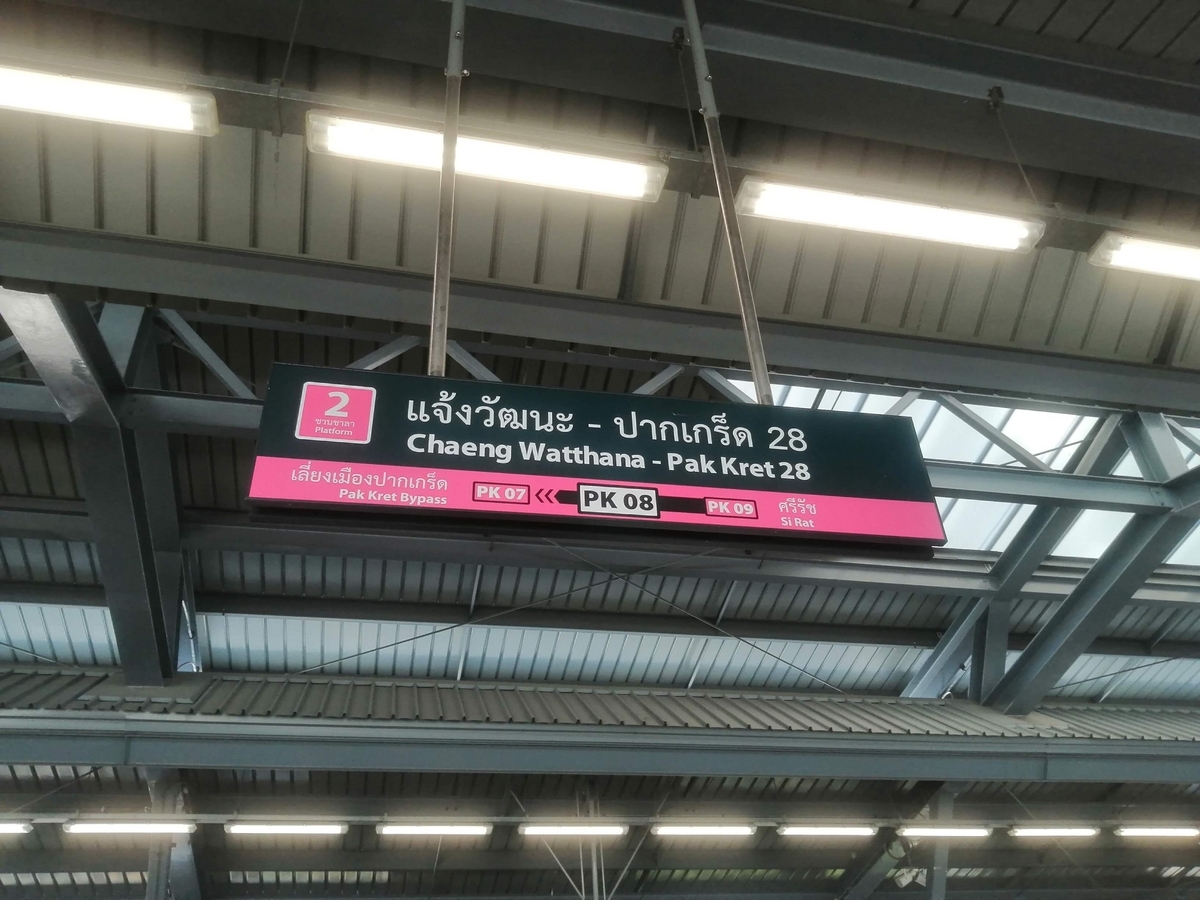 2
ชานชาลา
Platform
แจ้งวัฒนะ - ปากเกร็ด 28
Chaeng Watthana - Pak Kret 28
เลี่ยงเมืองปากเกร็ด
Pak Kret Bypass
PK 07 << PK 08 PK 09
ศรีรัช
Si Rat